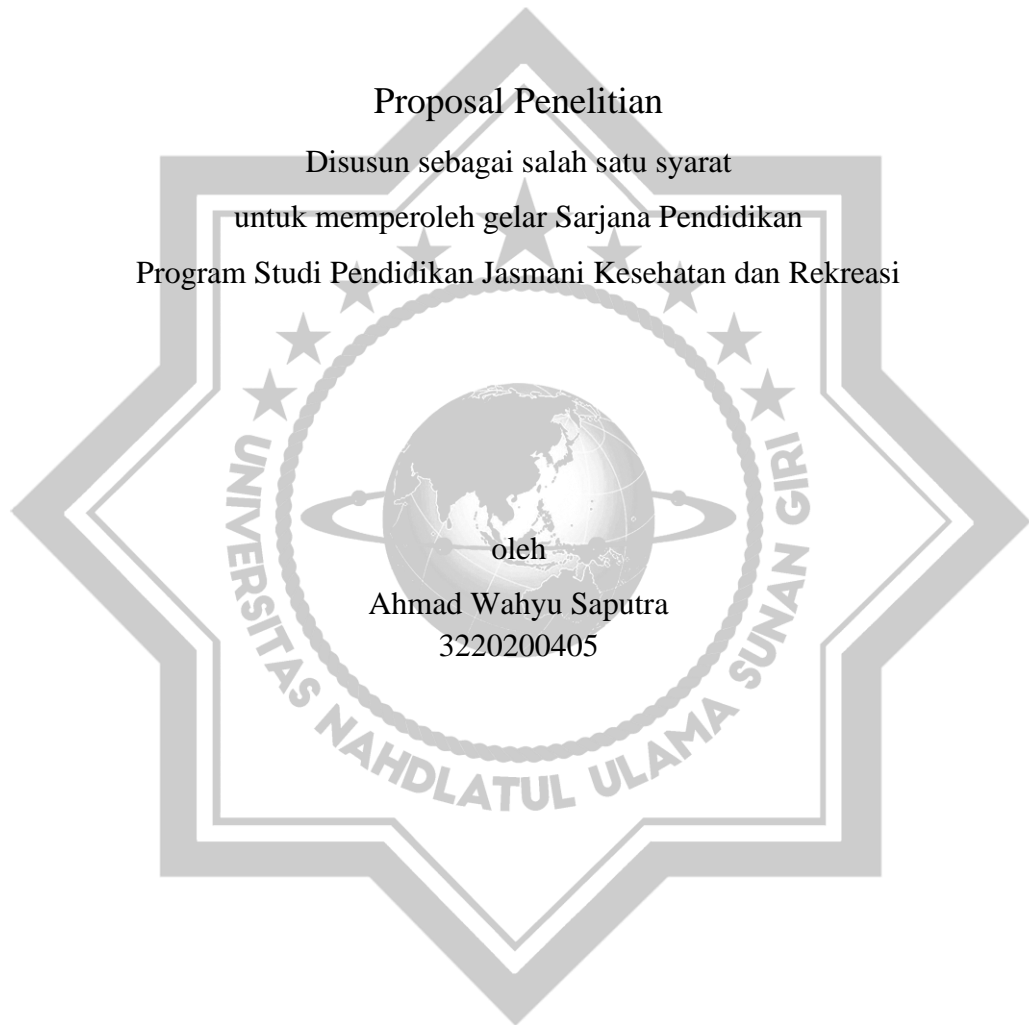 Proposal Penelitian
Disusun sebagai salah satu syarat
untuk memperoleh gelar Sarjana Pendidikan
Program Studi Pendidikan Jasmani Kesehatan dan Rekreasi
oleh
Ahmad Wahyu Saputra
3220200405
UNIVERSITAS NAHDLATUL ULAMA SUNAN GIRI